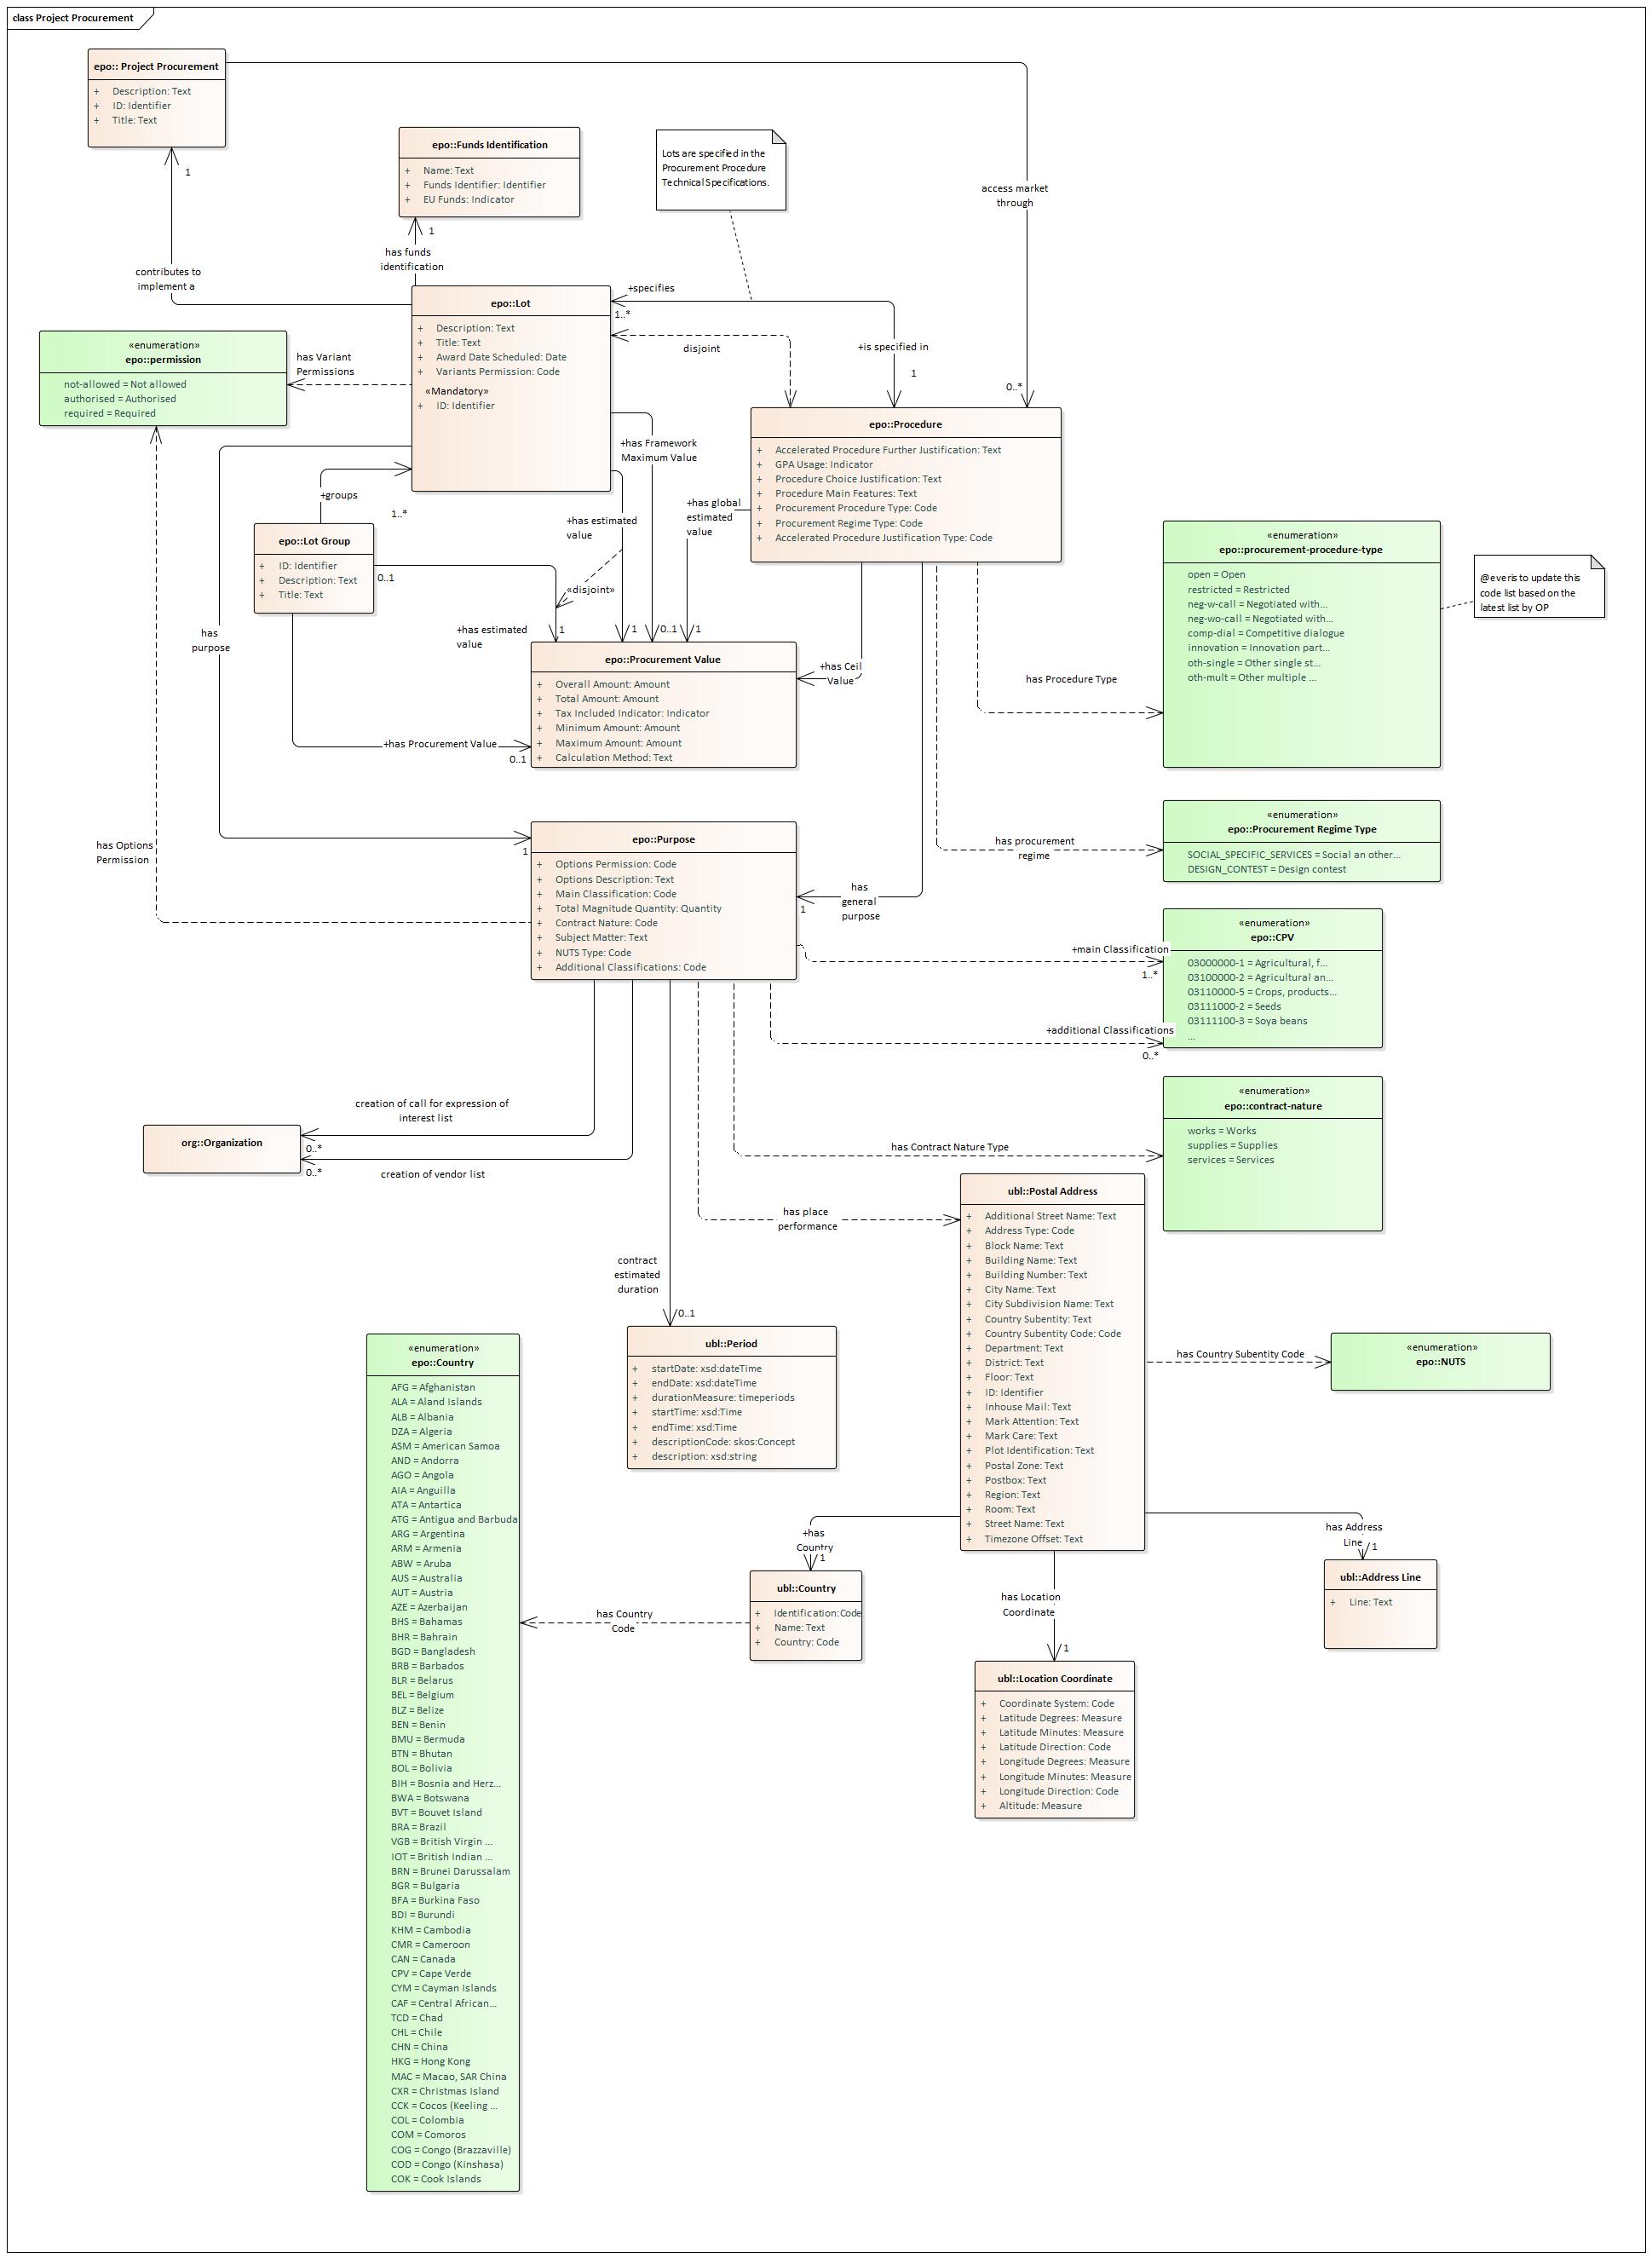 class Project Procurement
epo:: Project Procurement
+ Description: Text
+ ID: Identifier
+ Title: Text
1
contributes to
implement a
epo::Funds Identification
+ Name: Text
+ Funds Identifier: Identifier
+ EU Funds: Indicator
1
has funds
identification
Lots are specified in the
Procurement Procedure
Technical Specifications.
access market
through
0..*
epo::Lot
+ Description: Text
+ Title: Text
+ Award Date Scheduled: Date
+ Variants Permission: Code
«Mandatory»
+ ID: Identifier
+specifies
1..*
disjoint
+is specified in
1
«enumeration»
epo::permission
not-allowed = Not allowed
authorised = Authorised
required = Required
has Variant
Permissions
+has Framework
Maximum Value
epo::Procedure
+ Accelerated Procedure Further Justification: Text
+ GPA Usage: Indicator
+ Procedure Choice Justification: Text
+ Procedure Main Features: Text
+ Procurement Procedure Type: Code
+ Procurement Regime Type: Code
+ Accelerated Procedure Justification Type: Code
+groups
1..*
+has estimated
value
+has global
estimated
value
epo::Lot Group
+ ID: Identifier
+ Description: Text
+ Title: Text
0..1
«disjoint»
+has estimated
value
1
1
0..1
1
has
purpose
«enumeration»
epo::procurement-procedure-type
open = Open
restricted = Restricted
neg-w-call = Negotiated with...
neg-wo-call = Negotiated with...
comp-dial = Competitive dialogue
innovation = Innovation part...
oth-single = Other single st...
oth-mult = Other multiple ...
@everis to update this
code list based on the
latest list by OP
epo::Procurement Value
+ Overall Amount: Amount
+ Total Amount: Amount
+ Tax Included Indicator: Indicator
+ Minimum Amount: Amount
+ Maximum Amount: Amount
+ Calculation Method: Text
+has Ceil
Value
has Procedure Type
+has Procurement Value
0..1
«enumeration»
epo::Procurement Regime Type
SOCIAL_SPECIFIC_SERVICES = Social an other...
DESIGN_CONTEST = Design contest
has procurement
regime
has Options
Permission
1
epo::Purpose
+ Options Permission: Code
+ Options Description: Text
+ Main Classification: Code
+ Total Magnitude Quantity: Quantity
+ Contract Nature: Code
+ Subject Matter: Text
+ NUTS Type: Code
+ Additional Classifications: Code
has
general
purpose
1
«enumeration»
epo::CPV
03000000-1 = Agricultural, f...
03100000-2 = Agricultural an...
03110000-5 = Crops, products...
03111000-2 = Seeds
03111100-3 = Soya beans
...
+main Classification
1..*
+additional Classifications
0..*
«enumeration»
epo::contract-nature
works = Works
supplies = Supplies
services = Services
creation of call for expression of
interest list
org::Organization
0..*
0..*
creation of vendor list
has Contract Nature Type
has place
performance
contract
estimated
duration
0..1
ubl::Postal Address
+ Additional Street Name: Text
+ Address Type: Code
+ Block Name: Text
+ Building Name: Text
+ Building Number: Text
+ City Name: Text
+ City Subdivision Name: Text
+ Country Subentity: Text
+ Country Subentity Code: Code
+ Department: Text
+ District: Text
+ Floor: Text
+ ID: Identifier
+ Inhouse Mail: Text
+ Mark Attention: Text
+ Mark Care: Text
+ Plot Identification: Text
+ Postal Zone: Text
+ Postbox: Text
+ Region: Text
+ Room: Text
+ Street Name: Text
+ Timezone Offset: Text
ubl::Period
+ startDate: xsd:dateTime
+ endDate: xsd:dateTime
+ durationMeasure: timeperiods
+ startTime: xsd:Time
+ endTime: xsd:Time
+ descriptionCode: skos:Concept
+ description: xsd:string
has Country Subentity Code
«enumeration»
epo::NUTS
+has
Country
1
has Address
Line
1
ubl::Country
+ Identification:Code
+ Name: Text
+ Country: Code
has Country
Code
has Location
Coordinate
1
ubl::Address Line
+ Line: Text
ubl::Location Coordinate
+ Coordinate System: Code
+ Latitude Degrees: Measure
+ Latitude Minutes: Measure
+ Latitude Direction: Code
+ Longitude Degrees: Measure
+ Longitude Minutes: Measure
+ Longitude Direction: Code
+ Altitude: Measure
«enumeration»
epo::Country
AFG = Afghanistan
ALA = Aland Islands
ALB = Albania
DZA = Algeria
ASM = American Samoa
AND = Andorra
AGO = Angola
AIA = Anguilla
ATA = Antartica
ATG = Antigua and Barbuda
ARG = Argentina
ARM = Armenia
ABW = Aruba
AUS = Australia
AUT = Austria
AZE = Azerbaijan
BHS = Bahamas
BHR = Bahrain
BGD = Bangladesh
BRB = Barbados
BLR = Belarus
BEL = Belgium
BLZ = Belize
BEN = Benin
BMU = Bermuda
BTN = Bhutan
BOL = Bolivia
BIH = Bosnia and Herz...
BWA = Botswana
BVT = Bouvet Island
BRA = Brazil
VGB = British Virgin ...
IOT = British Indian ...
BRN = Brunei Darussalam
BGR = Bulgaria
BFA = Burkina Faso
BDI = Burundi
KHM = Cambodia
CMR = Cameroon
CAN = Canada
CPV = Cape Verde
CYM = Cayman Islands
CAF = Central African...
TCD = Chad
CHL = Chile
CHN = China
HKG = Hong Kong
MAC = Macao, SAR China
CXR = Christmas Island
CCK = Cocos (Keeling ...
COL = Colombia
COM = Comoros
COG = Congo (Brazzaville)
COD = Congo (Kinshasa)
COK = Cook Islands